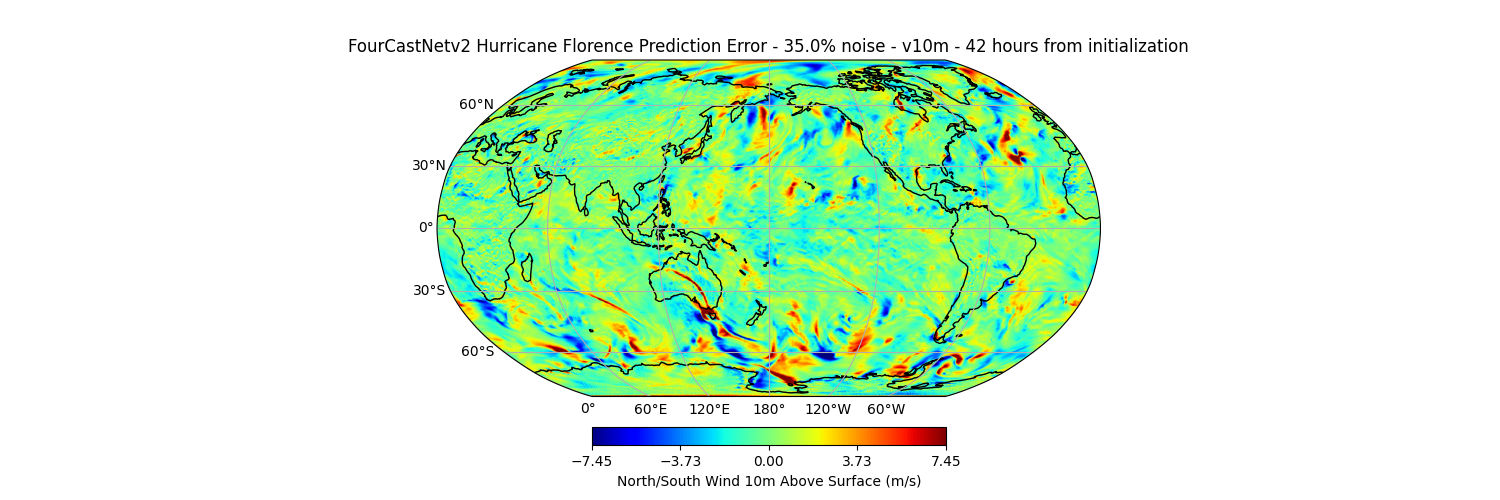 FourCastNetv2 Hurricane Florence Prediction Error - 35.0% noise - v10m - 42 hours from initialization
60°N
30°N
0°
30°S
60°S
0° 60°E 120°E 180° 120°W 60°W
−7.45 −3.73 0.00 3.73 7.45
North/South Wind 10m Above Surface (m/s)